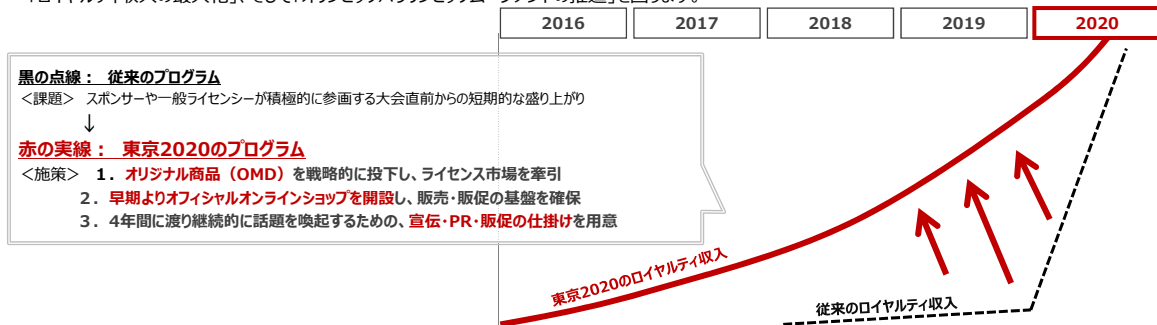 2016 2017 2018 2019 2020
黒の点線： 従来のプログラム
＜課題＞ スポンサーや一般ライセンシーが積極的に参画する大会直前からの短期的な盛り上がり
↓
赤の実線： 東京2020のプログラム
＜施策＞ 1．オリジナル商品（OMD）を戦略的に投下し、ライセンス市場を牽引
2．早期よりオフィシャルオンラインショップを開設し、販売・販促の基盤を確保
3．4年間に渡り継続的に話題を喚起するための、宣伝・PR・販促の仕掛けを用意
東京2020のロイヤルティ収入
従来のロイヤルティ収入